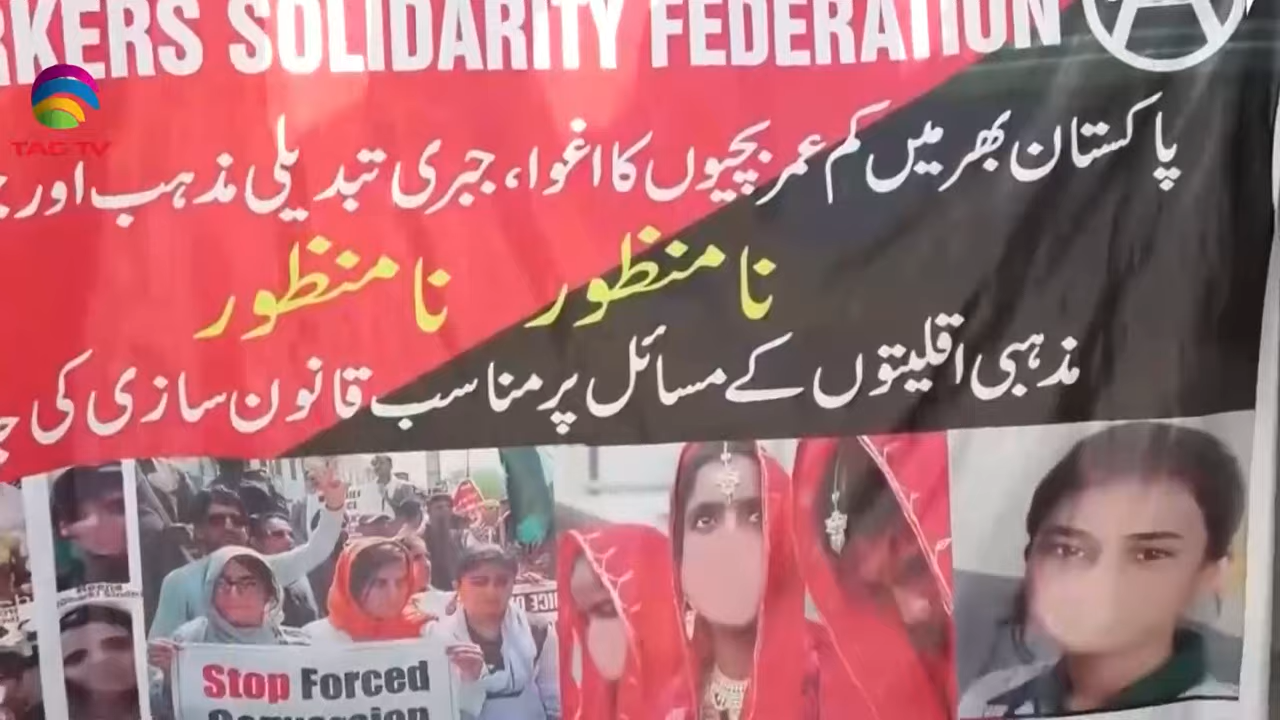 SOLIDARITY FEDERATION
TAG TV
پاکستان بھر میں کم عمر بچیوں کا اغوا، جبری تبدیلی مذہب اور
نامنظور نامنظور
مذہبی اقلیتوں کے مسائل پر مناسب قانون سازی کی
Stop Forced
Conversion